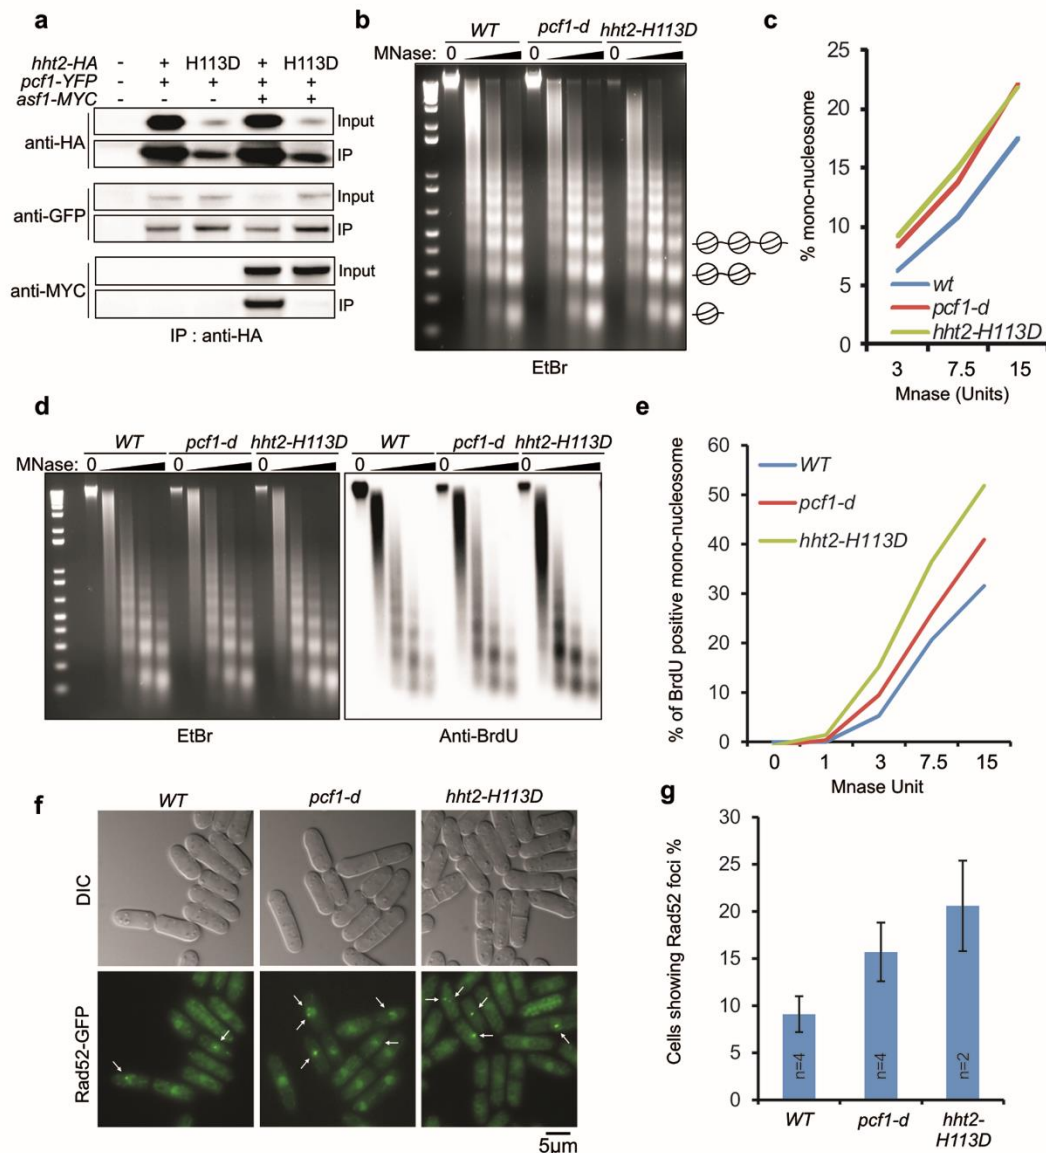 a
hht2-HA - + H113D + H113D
pcf1-YFP - + + + +
asf1-MYC - - - + +
anti-HA
Input
IP
anti-GFP
Input
IP
anti-MYC
Input
IP
IP : anti-HA
b
WT pcf1-d hht2-H113D
MNase: 0 0 0
EtBr
c
% mono-nucleosome
25
20
15
10
5
0
wt
pcf1-d
hht2-H113D
3 7.5 15
Mnase (Units)
d
WT pcf1-d hht2-H113D WT pcf1-d hht2-H113D
MNase: 0 0 0 0 0 0
EtBr
Anti-BrdU
e
% of BrdU positive mono-nucleosome
60
50
40
30
20
10
0
WT
pcf1-d
hht2-H113D
0 1 3 7.5 15
Mnase Unit
f
WT pcf1-d hht2-H113D
DIC
Rad52-GFP
5µm
g
Cells showing Rad52 foci %
30
25
20
15
10
5
0
n=4 n=4 n=2
WT pcf1-d hht2-
H113D